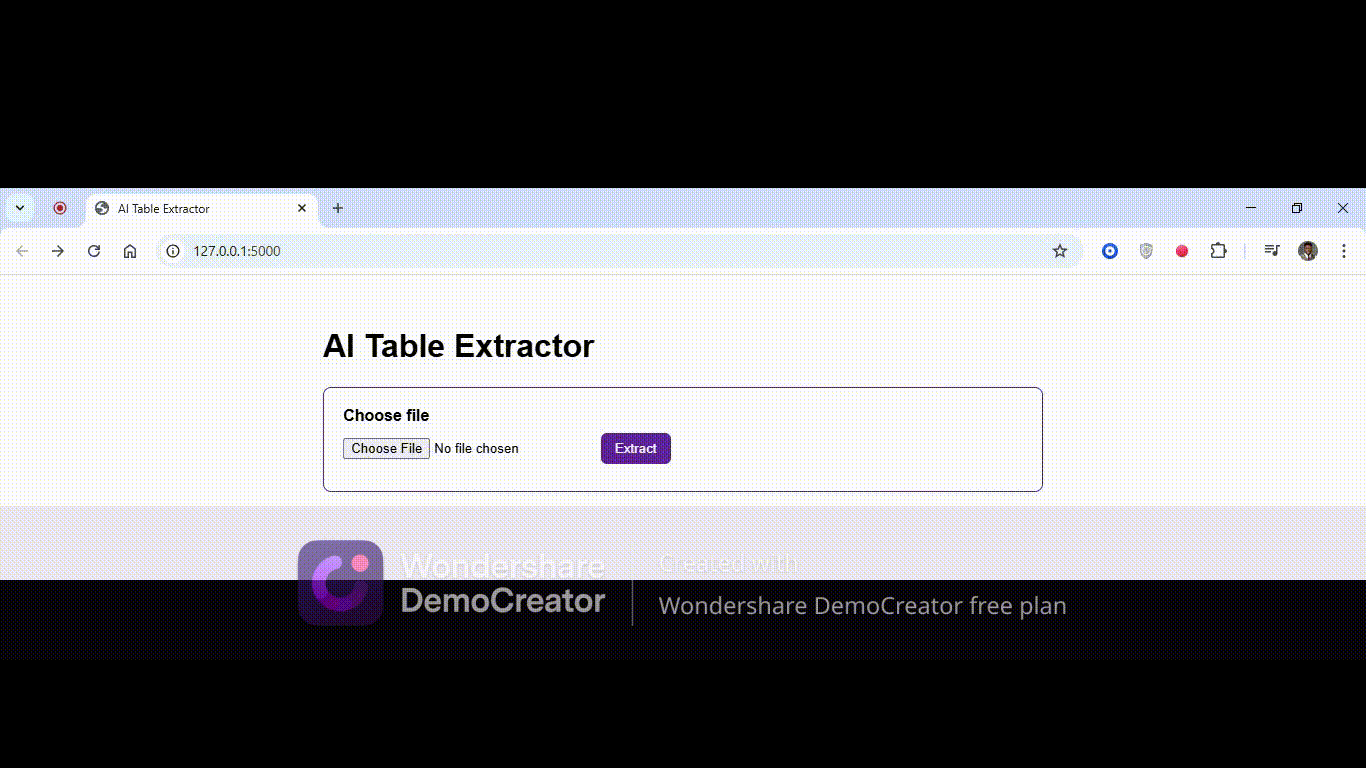 AI Table Extractor
127.0.0.1:5000
AI Table Extractor
Choose file
Choose File No file chosen
Extract
Wondershare
DemoCreator
Created with
Wondershare DemoCreator free plan